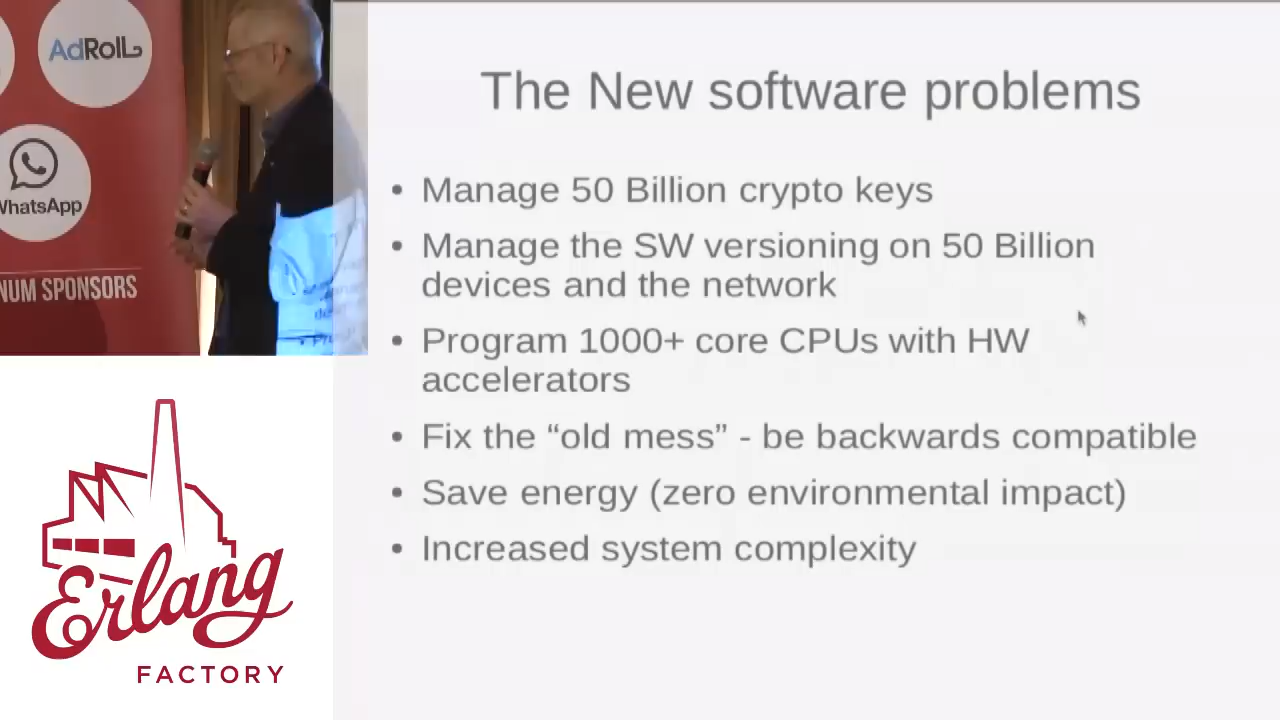 AdRoll
WhatsApp
NUM SPONSORS
The New software problems
• Manage 50 Billion crypto keys
• Manage the SW versioning on 50 Billion
devices and the network
• Program 1000+ core CPUs with HW
accelerators
• Fix the “old mess” - be backwards compatible
• Save energy (zero environmental impact)
• Increased system complexity
Erlang
FACTORY